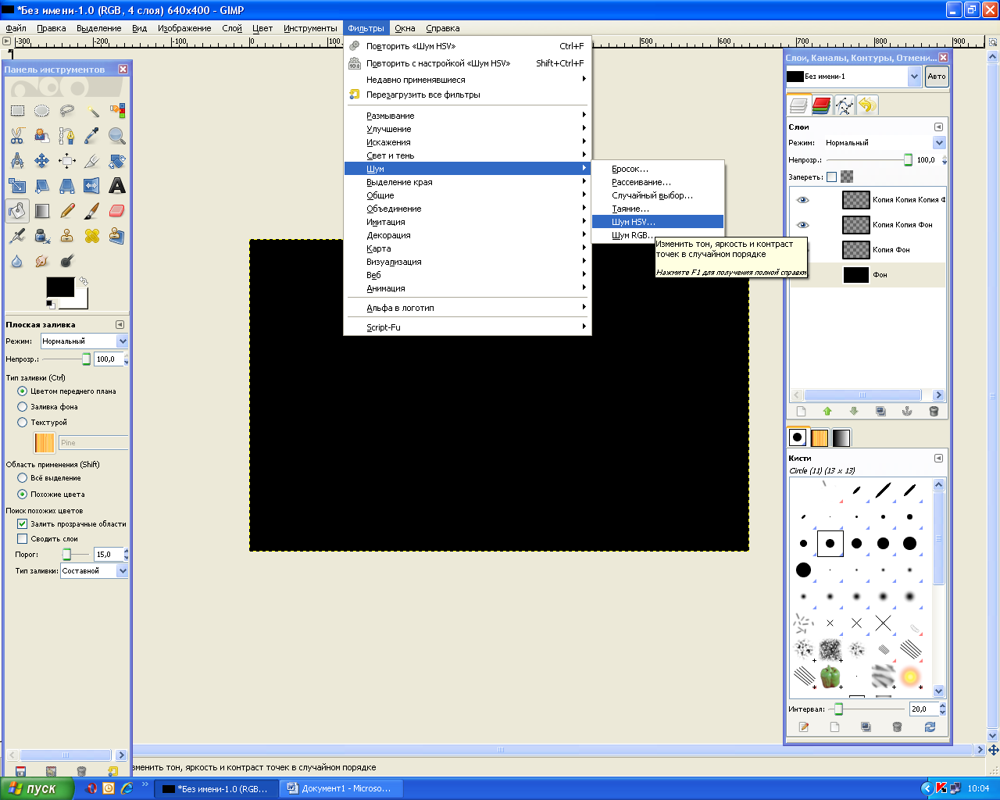 *Без имени-1.0 (RGB, 4 слоя) 640x400 - GIMP
Файл Правка Выделение Вид Изображение Слой Цвет Инструменты Фильтры Окна Справка
-300 -200 -100 0 100 500 600 700 800 900
Панель инструментов
Плоская заливка
Режим: Нормальный
Непрозр.: 100,0
Тип заливки (Ctrl)
Цветом переднего плана
Заливка фона
Текстурой
Pine
Область применения (Shift)
Всё выделение
Похожие цвета
Поиск похожих цветов
Залить прозрачные области
Сводить слои
Порог: 15,0
Тип заливки: Составной
Повторить «Шум HSV» Ctrl+F
Повторить с настройкой «Шум HSV» Shift+Ctrl+F
Недавно применявшиеся
Перезагрузить все фильтры
Размывание
Улучшение
Искажения
Свет и тень
Шум
Выделение края
Общие
Объединение
Имитация
Декорация
Карта
Визуализация
Веб
Анимация
Альфа в логотип
Script-Fu
Бросок...
Рассеивание...
Случайный выбор...
Таяние...
Шум HSV...
Шум RGB...
Изменить тон, яркость и контраст
точек в случайном порядке
Нажмите F1 для получения полной справки
Слои, Каналы, Контуры, Отмени...
Без имени-1 Авто
Слои
Режим: Нормальный
Непрозр.: 100,0
Запереть:
Копия Копия Копия Ф
Копия Копия Фон
Копия Фон
Фон
Кисти
Circle (11) (13 x 13)
Интервал: 20,0
зменить тон, яркость и контраст точек в случайном порядке
пуск *Без имени-1.0 (RGB... Документ1 - Microso... 10:04